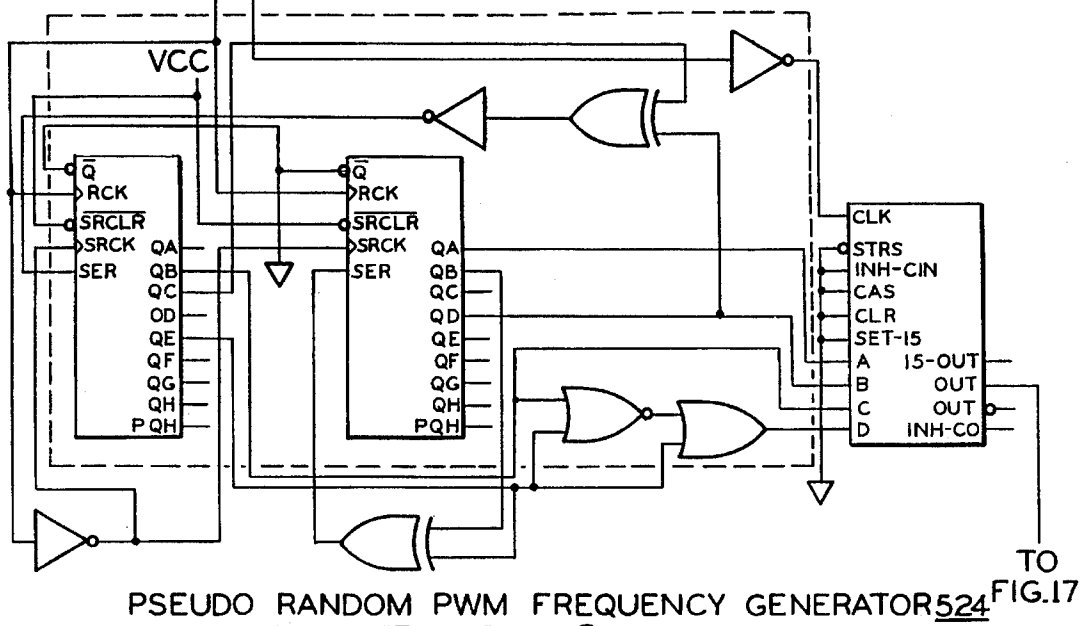 VCC
Q
RCK
SRCLR
SRCK
SER
QA
QB
QC
OD
QE
QF
QG
QH
PQH
Q
RCK
SRCLR
SRCK
SER
QA
QB
QC
QD
QE
QF
QG
QH
PQH
CLK
STRS
INH-CIN
CAS
CLR
SET-15
A
B
C
D
15-OUT
OUT
OUT
INH-CO
TO
FIG.17
PSEUDO RANDOM PWM FREQUENCY GENERATOR 524